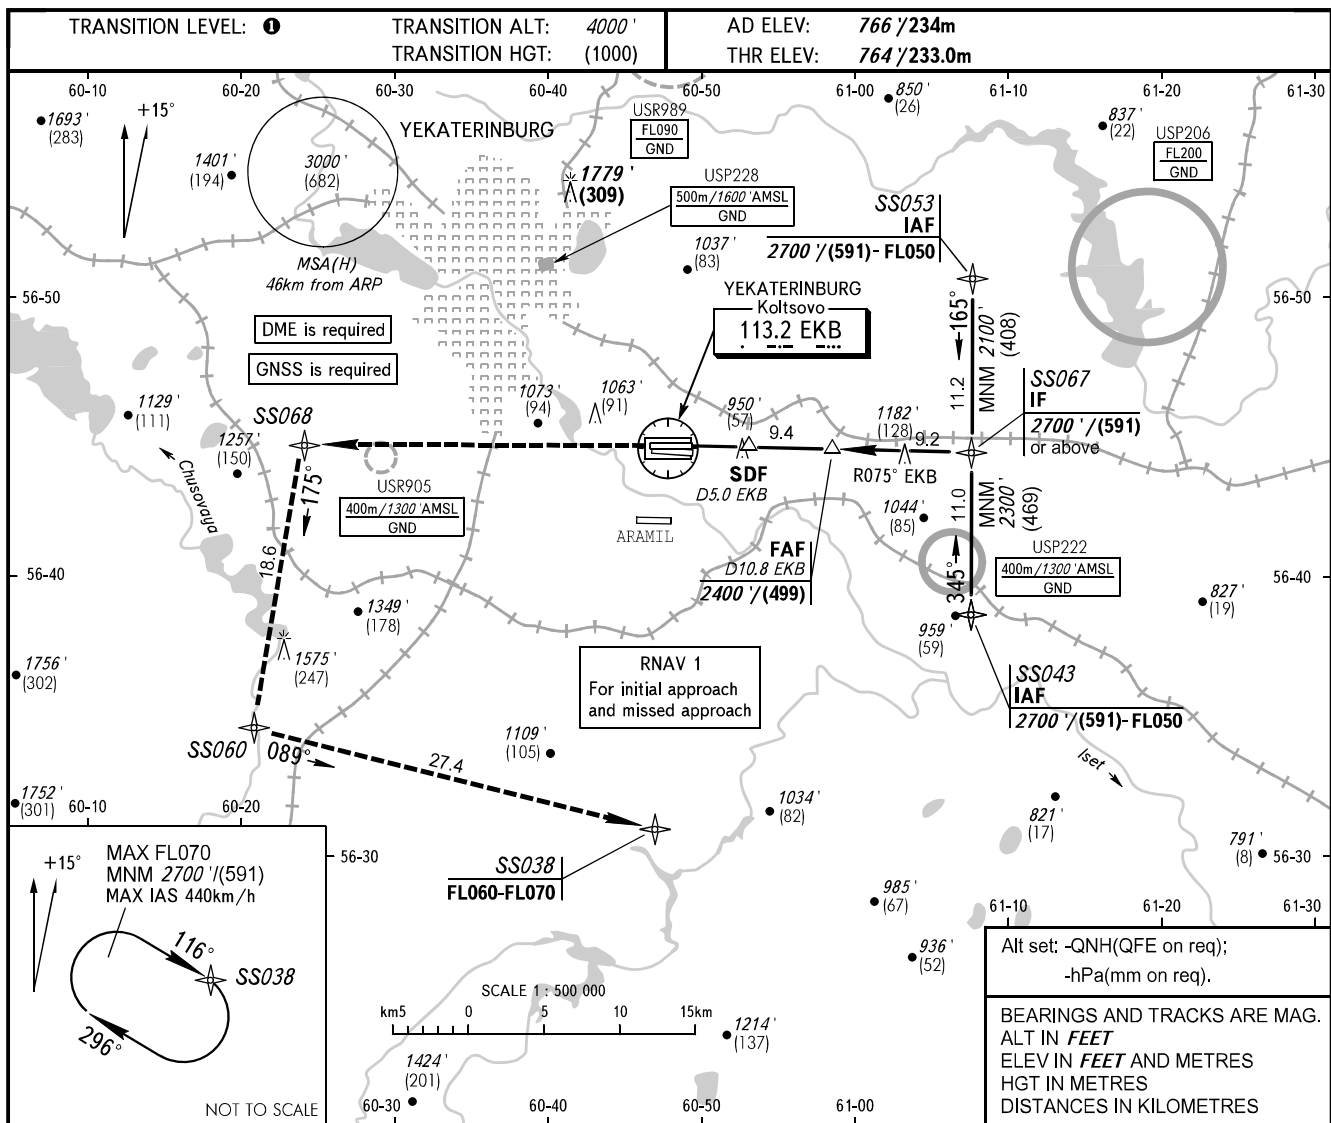 TRANSITION LEVEL: ❶
TRANSITION ALT: 4000 '
TRANSITION HGT: (1000)
AD ELEV: 766 '/234m
THR ELEV: 764 '/233.0m
60-10
60-20
60-30
60-40
60-50
61-00
61-10
61-20
61-30
+15°
1693 '
(283)
1401 '
(194)
3000 '
(682)
MSA(H)
46km from ARP
YEKATERINBURG
USR989
FL090
GND
1779 '
(309)
USP228
500m/1600 'AMSL
GND
850 '
(26)
837 '
(22)
USP206
FL200
GND
SS053
IAF
2700 '/(591)- FL050
1037 '
(83)
56-50
56-50
DME is required
GNSS is required
YEKATERINBURG
Koltsovo
113.2 EKB
165°
11.2
MNM 2100 '
(408)
SS067
IF
2700 '/(591)
or above
1129 '
(111)
SS068
1073 '
(94)
1063 '
(91)
950 '
(57)
9.4
1182 '
(128)
9.2
1257 '
(150)
Chusovaya
175°
USR905
400m/1300 'AMSL
GND
SDF
D5.0 EKB
R075° EKB
1044 '
(85)
11.0
MNM
2300 '
(469)
345°
ARAMIL
USP222
400m/1300 'AMSL
GND
FAF
D10.8 EKB
2400 '/(499)
56-40
56-40
18.6
1349 '
(178)
827 '
(19)
959 '
(59)
1575 '
(247)
1756 '
(302)
RNAV 1
For initial approach
and missed approach
SS043
IAF
2700 '/(591)- FL050
SS060
089°
27.4
1109 '
(105)
Iset
1752 '
(301)
60-10
60-20
1034 '
(82)
821 '
(17)
791 '
(8)
56-30
56-30
SS038
FL060-FL070
985 '
(67)
61-10
61-20
61-30
936 '
(52)
+15°
MAX FL070
MNM 2700 '/(591)
MAX IAS 440km/h
116°
SS038
296°
NOT TO SCALE
SCALE 1 : 500 000
km5 0 5 10 15km
1214 '
(137)
1424 '
(201)
60-30
60-40
60-50
61-00
Alt set: -QNH(QFE on req);
-hPa(mm on req).
BEARINGS AND TRACKS ARE MAG.
ALT IN FEET
ELEV IN FEET AND METRES
HGT IN METRES
DISTANCES IN KILOMETRES